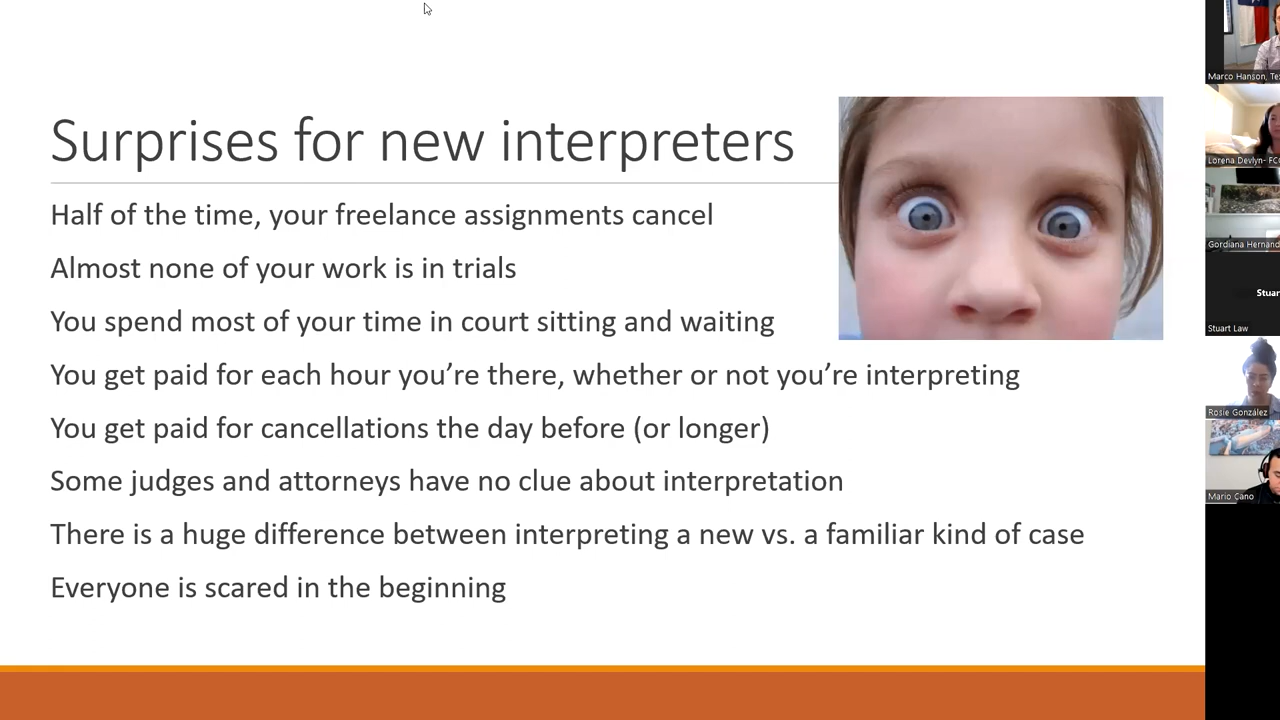 Surprises for new interpreters
Half of the time, your freelance assignments cancel
Almost none of your work is in trials
You spend most of your time in court sitting and waiting
You get paid for each hour you’re there, whether or not you’re interpreting
You get paid for cancellations the day before (or longer)
Some judges and attorneys have no clue about interpretation
There is a huge difference between interpreting a new vs. a familiar kind of case
Everyone is scared in the beginning
Marco Hanson, Te
Lorena Devlyn- FC
Gordiana Hernand
Stuar
Stuart Law
Rosie González
Mario Cano